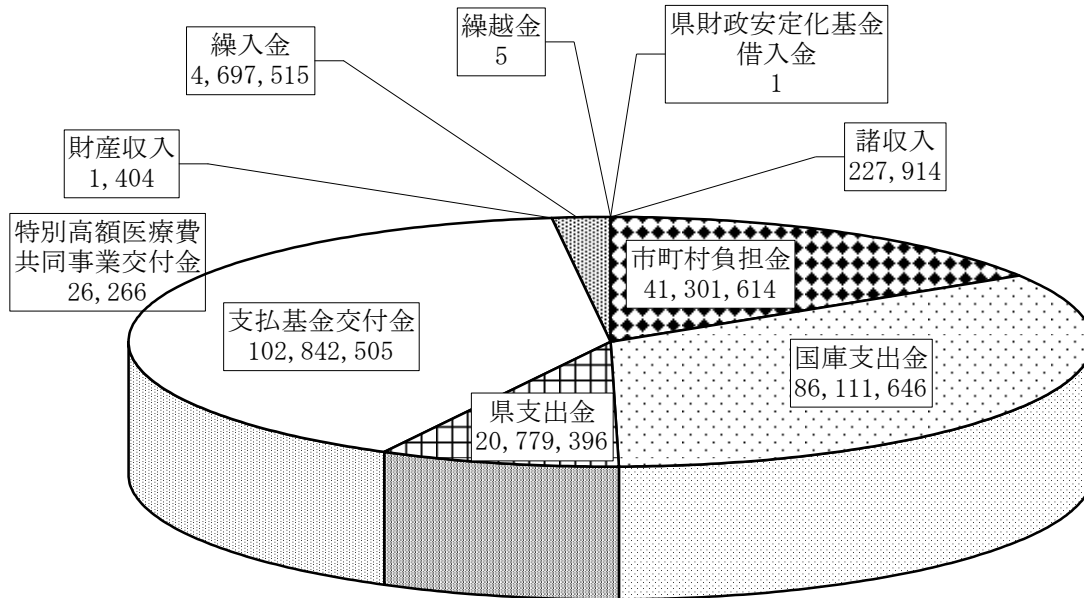 繰入金
4,697,515
繰越金
5
県財政安定化基金
借入金
1
財産収入
1,404
諸収入
227,914
特別高額医療費
共同事業交付金
26,266
市町村負担金
41,301,614
支払基金交付金
102,842,505
国庫支出金
86,111,646
県支出金
20,779,396